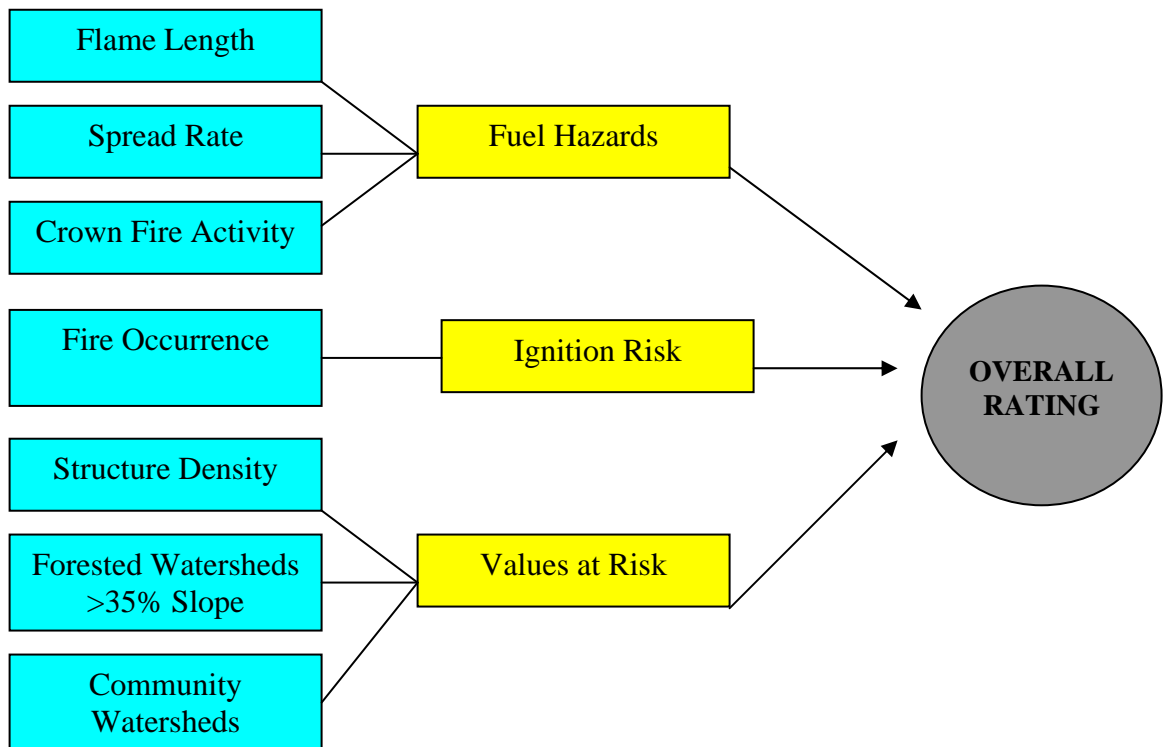 Flame Length
Spread Rate
Fuel Hazards
Crown Fire Activity
Fire Occurrence
Ignition Risk
OVERALL
RATING
Structure Density
Forested Watersheds
>35% Slope
Values at Risk
Community
Watersheds